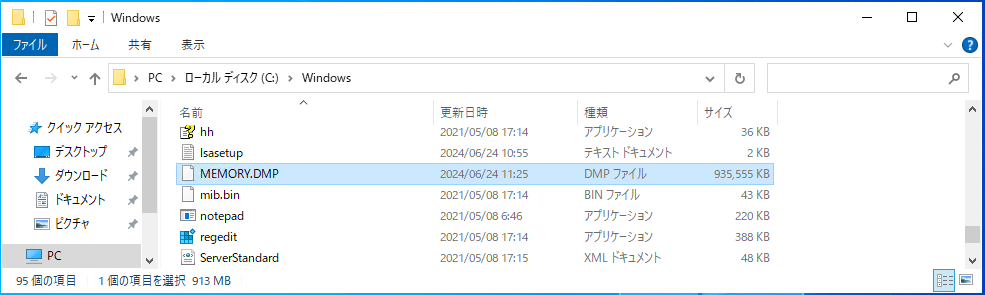 Windows
ファイル ホーム 共有 表示
PC ローカル ディスク (C:) Windows
クイック アクセス
デスクトップ
ダウンロード
ドキュメント
ピクチャ
PC
名前 更新日時 種類 サイズ
hh 2021/05/08 17:14 アプリケーション 36 KB
lsasetup 2024/06/24 10:55 テキスト ドキュメント 2 KB
MEMORY.DMP 2024/06/24 11:25 DMP ファイル 935,555 KB
mib.bin 2021/05/08 17:14 BIN ファイル 43 KB
notepad 2021/05/08 6:46 アプリケーション 220 KB
regedit 2021/05/08 17:14 アプリケーション 388 KB
ServerStandard 2021/05/08 17:15 XML ドキュメント 48 KB
95 個の項目 1 個の項目を選択 913 MB